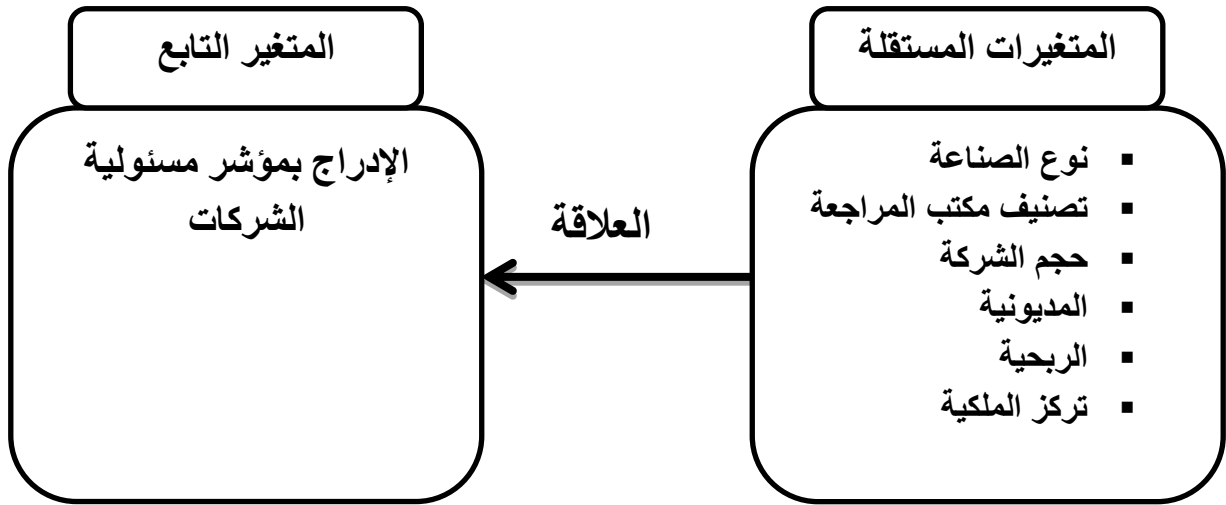 المتغيرات المستقلة
نوع الصناعة
تصنيف مكتب المراجعة
حجم الشركة
المديونية
الربحية
تركز الملكية
العلاقة
المتغير التابع
الإدراج بمؤشر مسئولية
الشركات